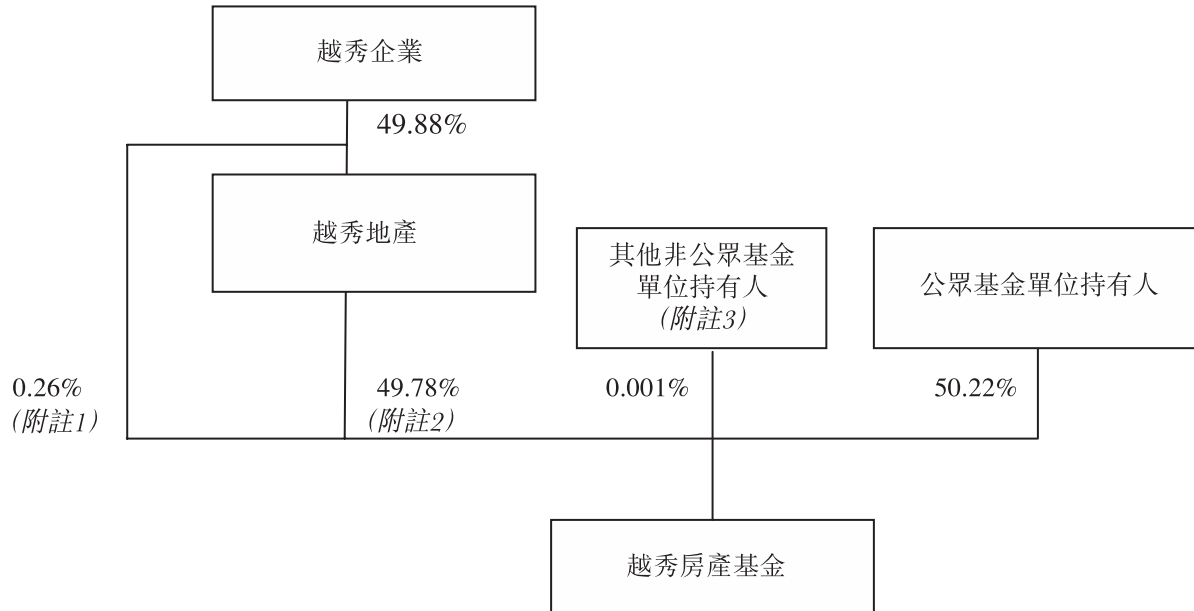 越秀企業
49.88%
越秀地產
其他非公眾基金
單位持有人
(附註3)
公眾基金單位持有人
0.26%
(附註1)
49.78%
(附註2)
0.001%
50.22%
越秀房產基金